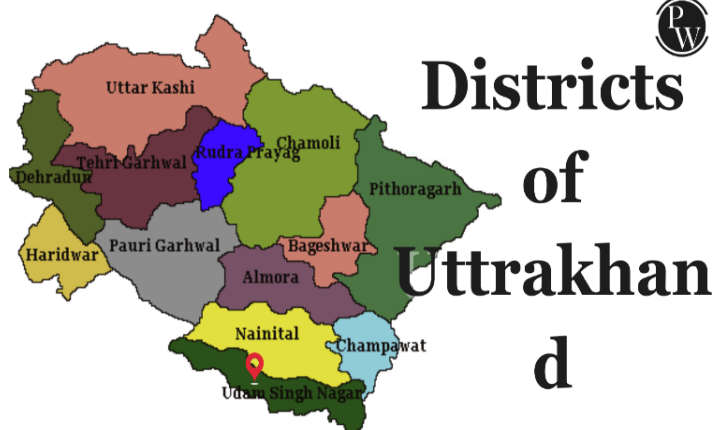 P
W
Districts
of
Uttrakhan
d
Uttar Kashi
Chamoli
Rudra Prayag
Tehri Garhwal
Dehradun
Pithoragarh
Pauri Garhwal
Bageshwar
Haridwar
Almora
Nainital
Champawat
Udam Singh Nagar